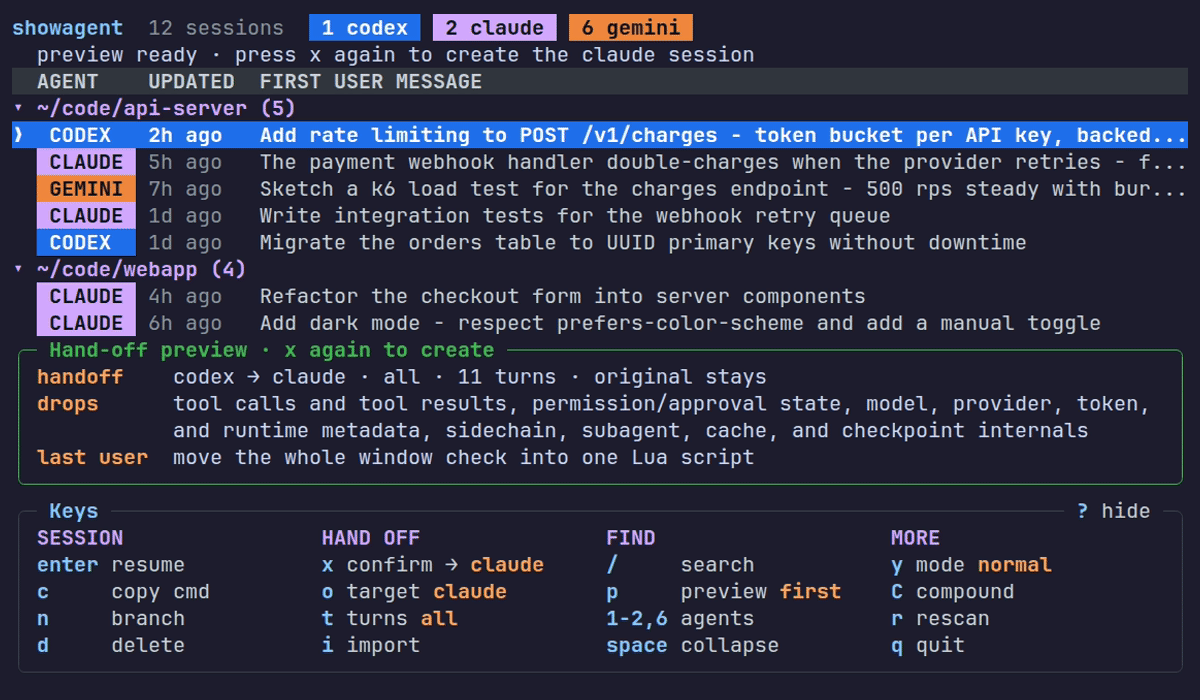 showagent 12 sessions 1 codex 2 claude 6 gemini
preview ready · press x again to create the claude session
AGENT UPDATED FIRST USER MESSAGE
▾ ~/code/api-server (5)
❯ CODEX 2h ago Add rate limiting to POST /v1/charges - token bucket per API key, backed...
CLAUDE 5h ago The payment webhook handler double-charges when the provider retries - f...
GEMINI 7h ago Sketch a k6 load test for the charges endpoint - 500 rps steady with bur...
CLAUDE 1d ago Write integration tests for the webhook retry queue
CODEX 1d ago Migrate the orders table to UUID primary keys without downtime
▾ ~/code/webapp (4)
CLAUDE 4h ago Refactor the checkout form into server components
CLAUDE 6h ago Add dark mode - respect prefers-color-scheme and add a manual toggle
Hand-off preview · x again to create
handoff codex → claude · all · 11 turns · original stays
drops tool calls and tool results, permission/approval state, model, provider, token,
and runtime metadata, sidechain, subagent, cache, and checkpoint internals
last user move the whole window check into one Lua script
Keys ? hide
SESSION HAND OFF FIND MORE
enter resume x confirm → claude / search y mode normal
c copy cmd o target claude p preview first C compound
n branch t turns all 1-2,6 agents r rescan
d delete i import space collapse q quit